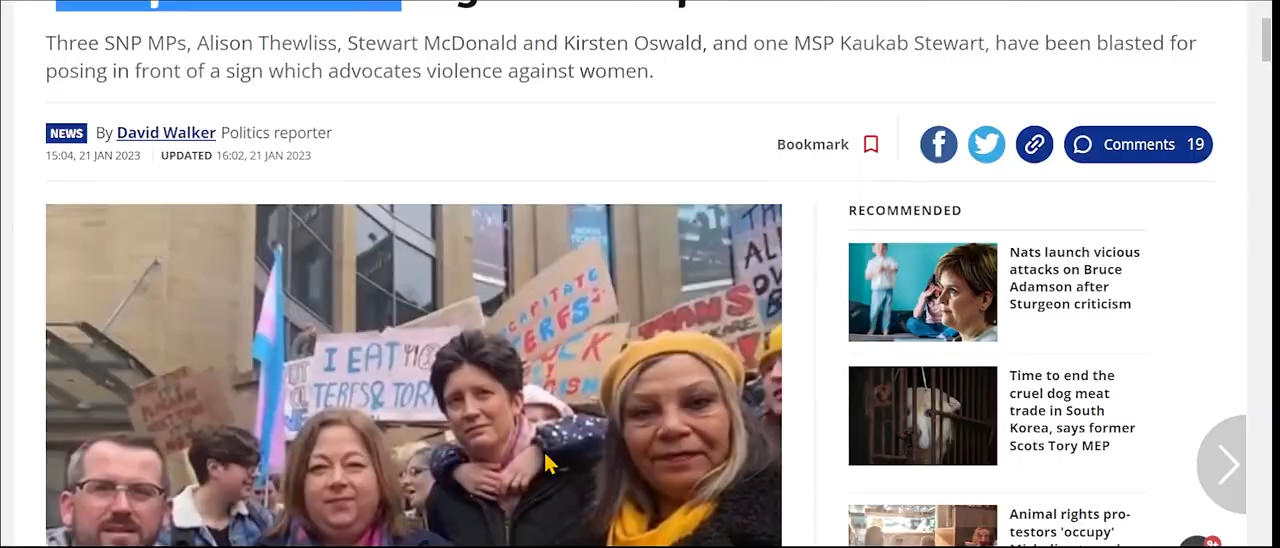 Three SNP MPs, Alison Thewliss, Stewart McDonald and Kirsten Oswald, and one MSP Kaukab Stewart, have been blasted for
posing in front of a sign which advocates violence against women.
NEWS By David Walker Politics reporter
15:04, 21 JAN 2023 UPDATED 16:02, 21 JAN 2023
Bookmark
f
Comments 19
I EAT
TERFS &
TERFS
RECOMMENDED
Nats launch vicious
attacks on Bruce
Adamson after
Sturgeon criticism
Time to end the
cruel dog meat
trade in South
Korea, says former
Scots Tory MEP
Animal rights pro-
testors 'occupy'
9+